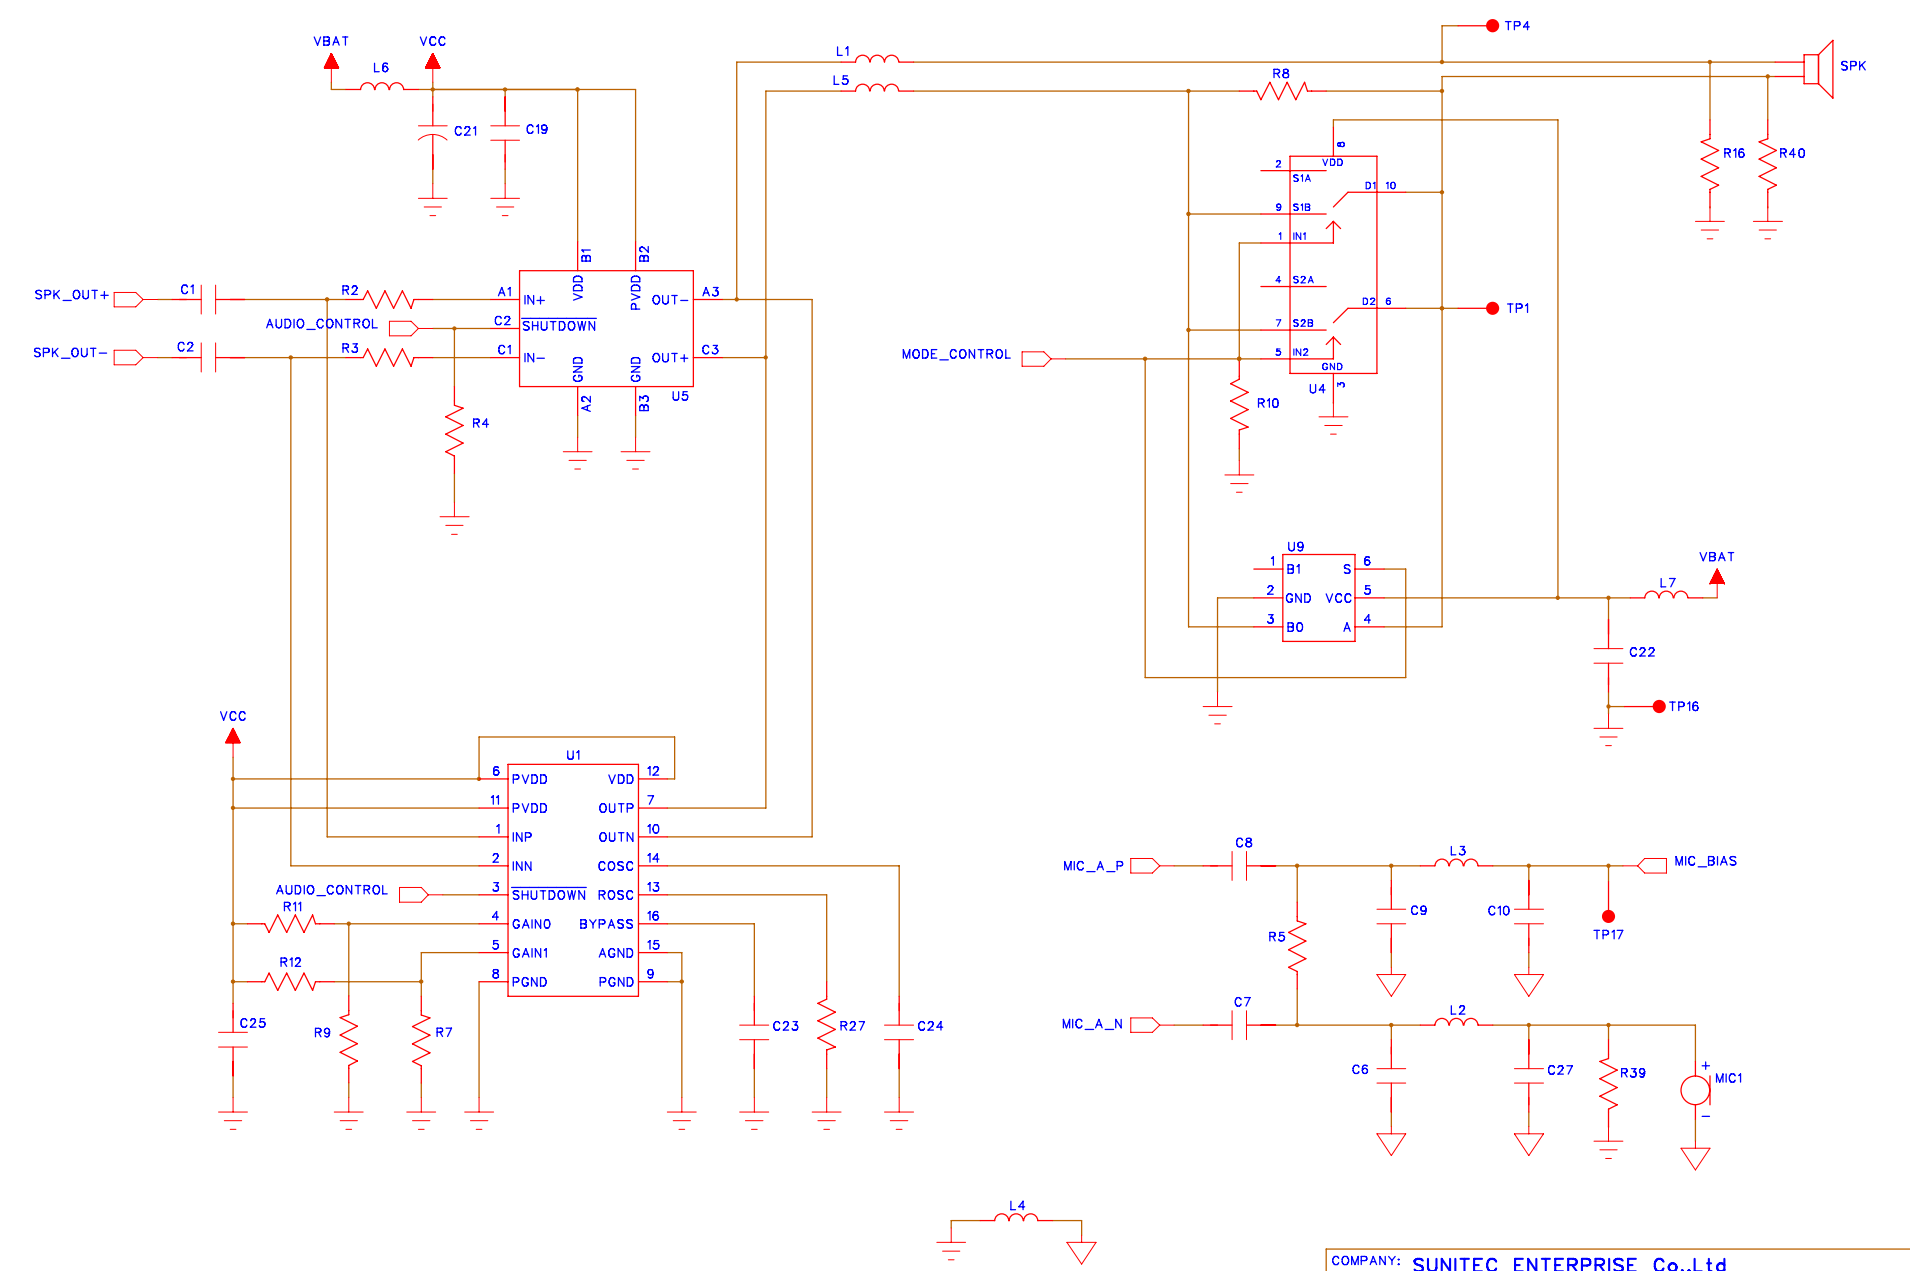 TP4
VBAT
VCC
L6
L1
L5
R8
SPK
C21
C19
R16
R40
2
S1A
8
VDD
D1
10
9
S1B
1
IN1
4
S2A
D2
6
7
S2B
5
IN2
GND
3
U4
TP1
MODE_CONTROL
R10
SPK_OUT+
C1
R2
A1
IN+
B1
VDD
B2
PVDD
OUT-
A3
AUDIO_CONTROL
C2
SHUTDOWN
SPK_OUT-
C2
R3
C1
IN-
GND
A2
GND
B3
OUT+
C3
U5
R4
U9
1
B1
S
6
2
GND
VCC
5
3
B0
A
4
VBAT
L7
C22
TP16
VCC
U1
6
PVDD
VDD
12
11
PVDD
OUTP
7
1
INP
OUTN
10
2
INN
COSC
14
AUDIO_CONTROL
3
SHUTDOWN
ROSC
13
R11
4
GAIN0
BYPASS
16
5
GAIN1
AGND
15
R12
8
PGND
PGND
9
C25
R9
R7
C23
R27
C24
MIC_A_P
C8
L3
MIC_BIAS
R5
C9
C10
TP17
MIC_A_N
C7
L2
C6
C27
R39
+
MIC1
-
L4
COMPANY: SUNITEC ENTERPRISE Co.,Ltd